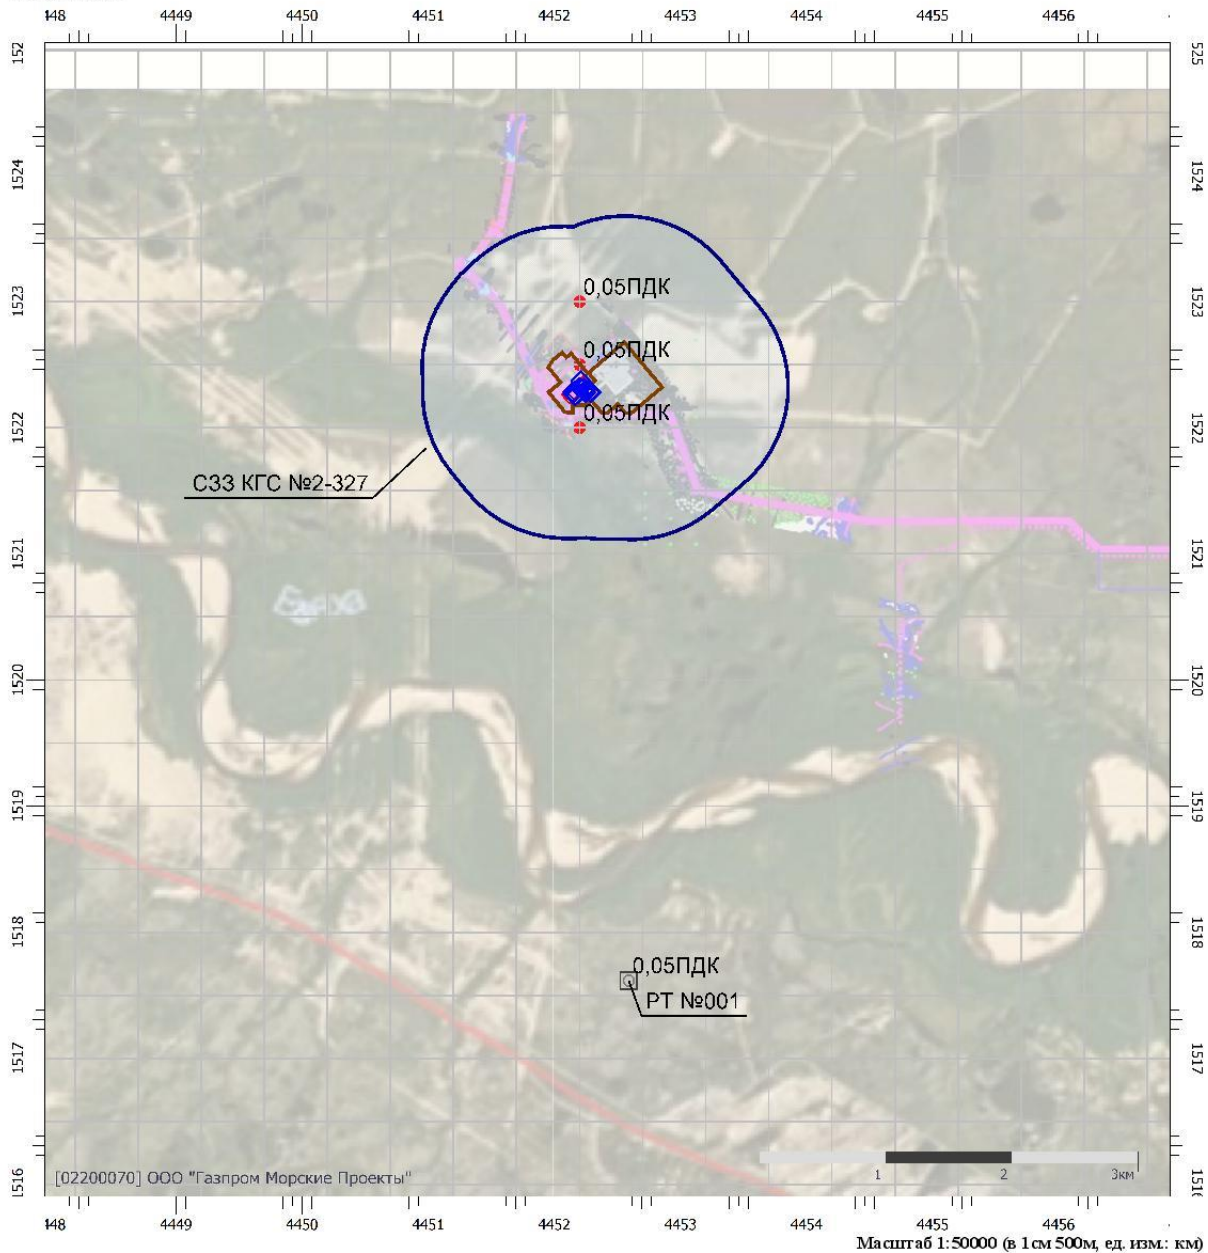 448 4449 4450 4451 4452 4453 4454 4455 4456
152 525
1524 1524
0,05ПДК
1523 1523
0,05ПДК
0,05ПДК
1522 1522
СЗЗ КГС №2-327
1521 1521
1520 1520
1519 1519
1518 1518
0,05ПДК
РТ №001
1517 1517
[02200070] ООО "Газпром Морские Проекты"
1 2 3км
1516 1516
448 4449 4450 4451 4452 4453 4454 4455 4456
Масштаб 1:50000 (в 1см 500м, ед. изм.: км)